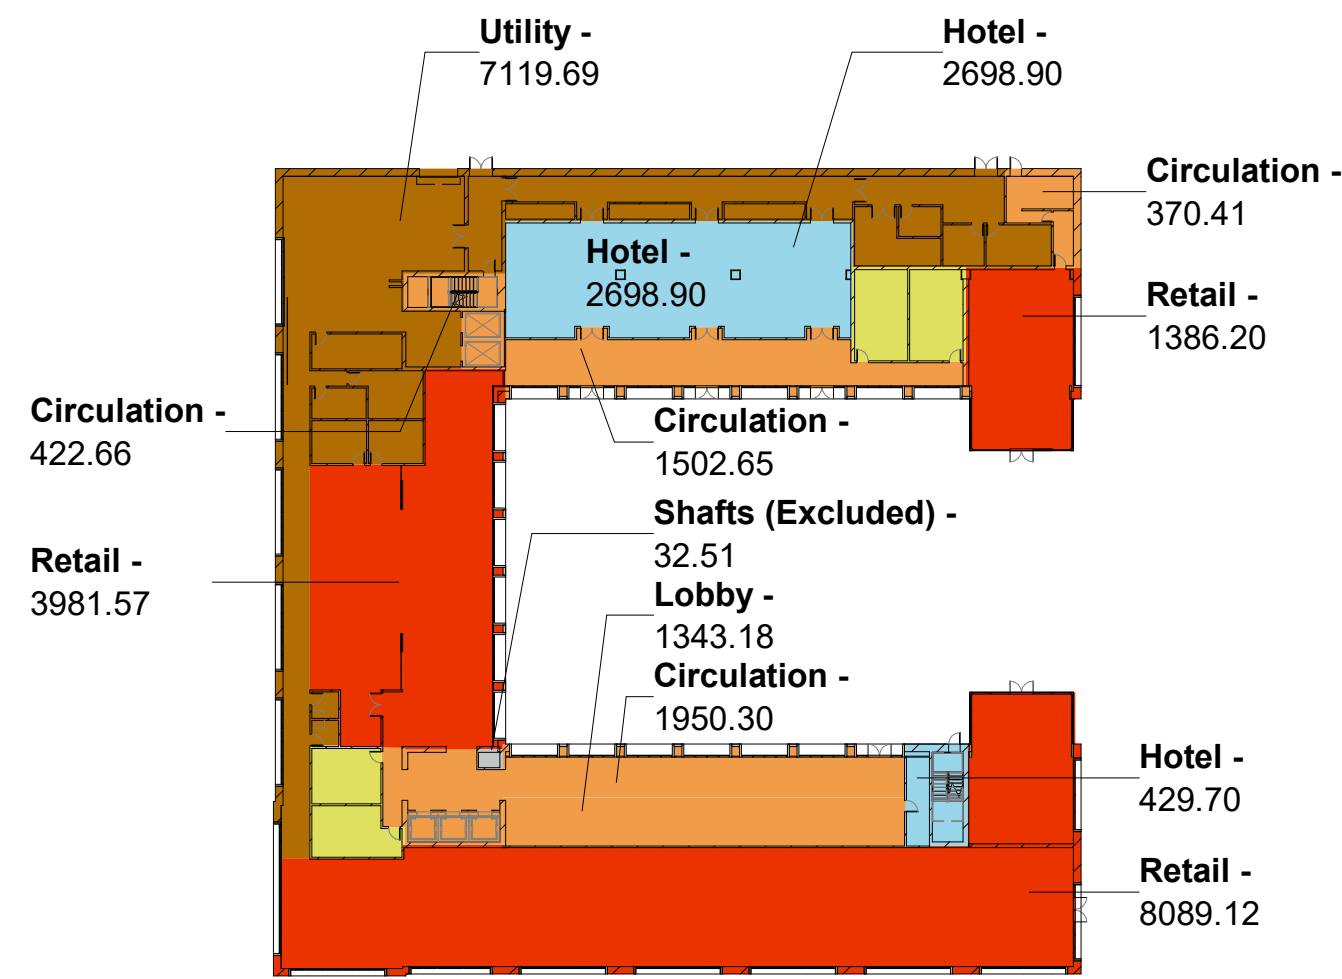 Utility -
7119.69
Hotel -
2698.90
Circulation -
370.41
Hotel -
2698.90
Retail -
1386.20
Circulation -
422.66
Circulation -
1502.65
Shafts (Excluded) -
32.51
Retail -
3981.57
Lobby -
1343.18
Circulation -
1950.30
Hotel -
429.70
Retail -
8089.12